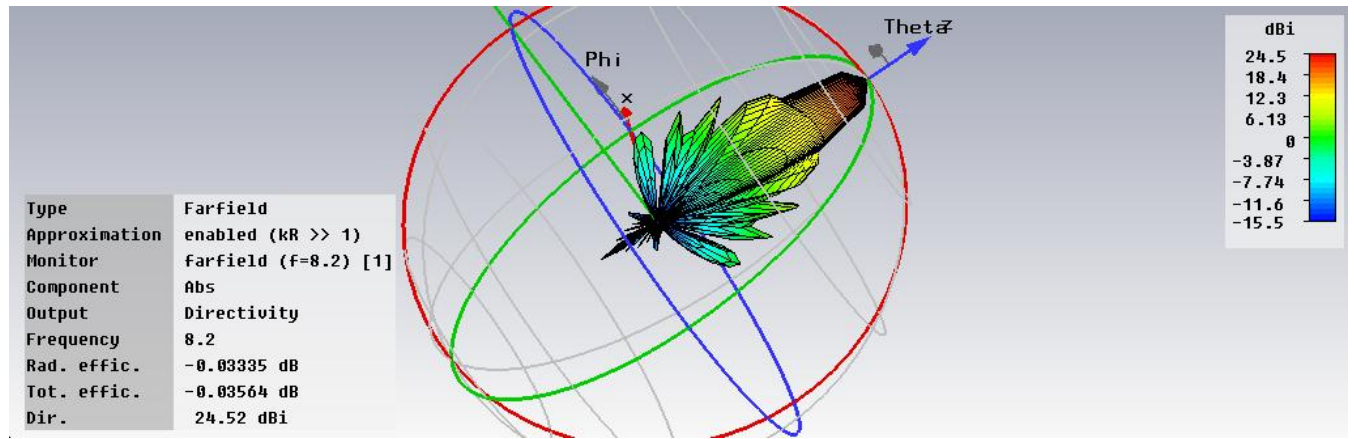 Theta Z
Phi
x
dBi
24.5
18.4
12.3
6.13
0
-3.87
-7.74
-11.6
-15.5
Type Farfield
Approximation enabled (kR >> 1)
Monitor farfield (f=8.2) [1]
Component Abs
Output Directivity
Frequency 8.2
Rad. effic. -0.03335 dB
Tot. effic. -0.03564 dB
Dir. 24.52 dBi